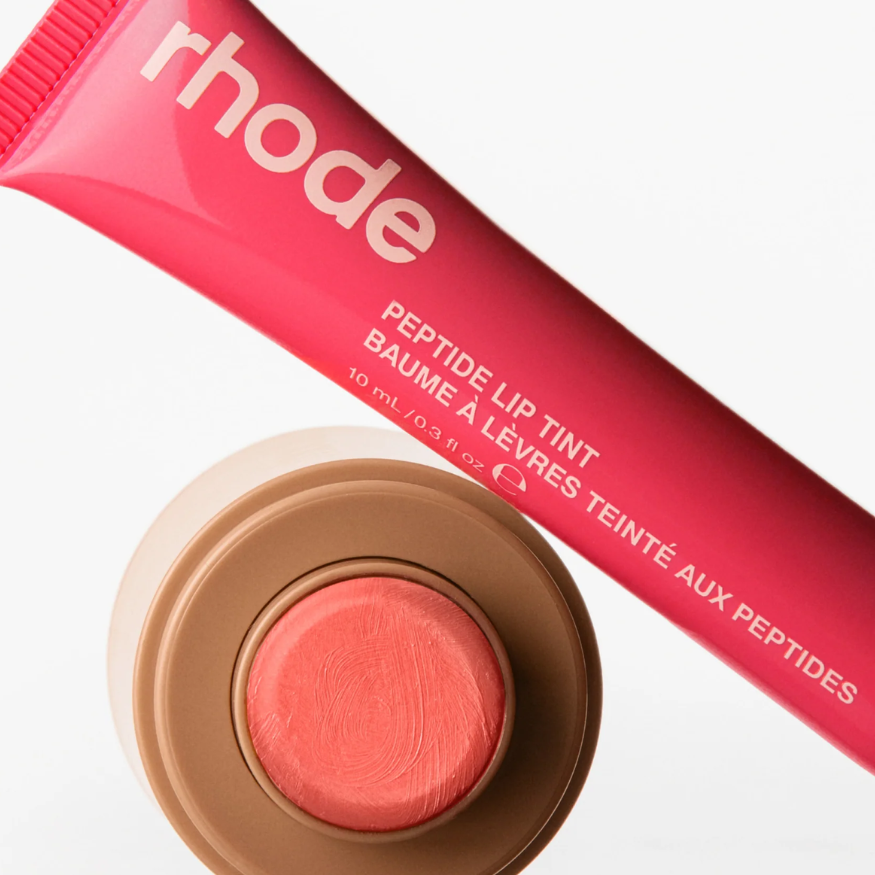 rhode
PEPTIDE LIP TINT
BAUME À LÈVRES TEINTÉ AUX PEPTIDES
10 mL / 0.3 fl oz ℮